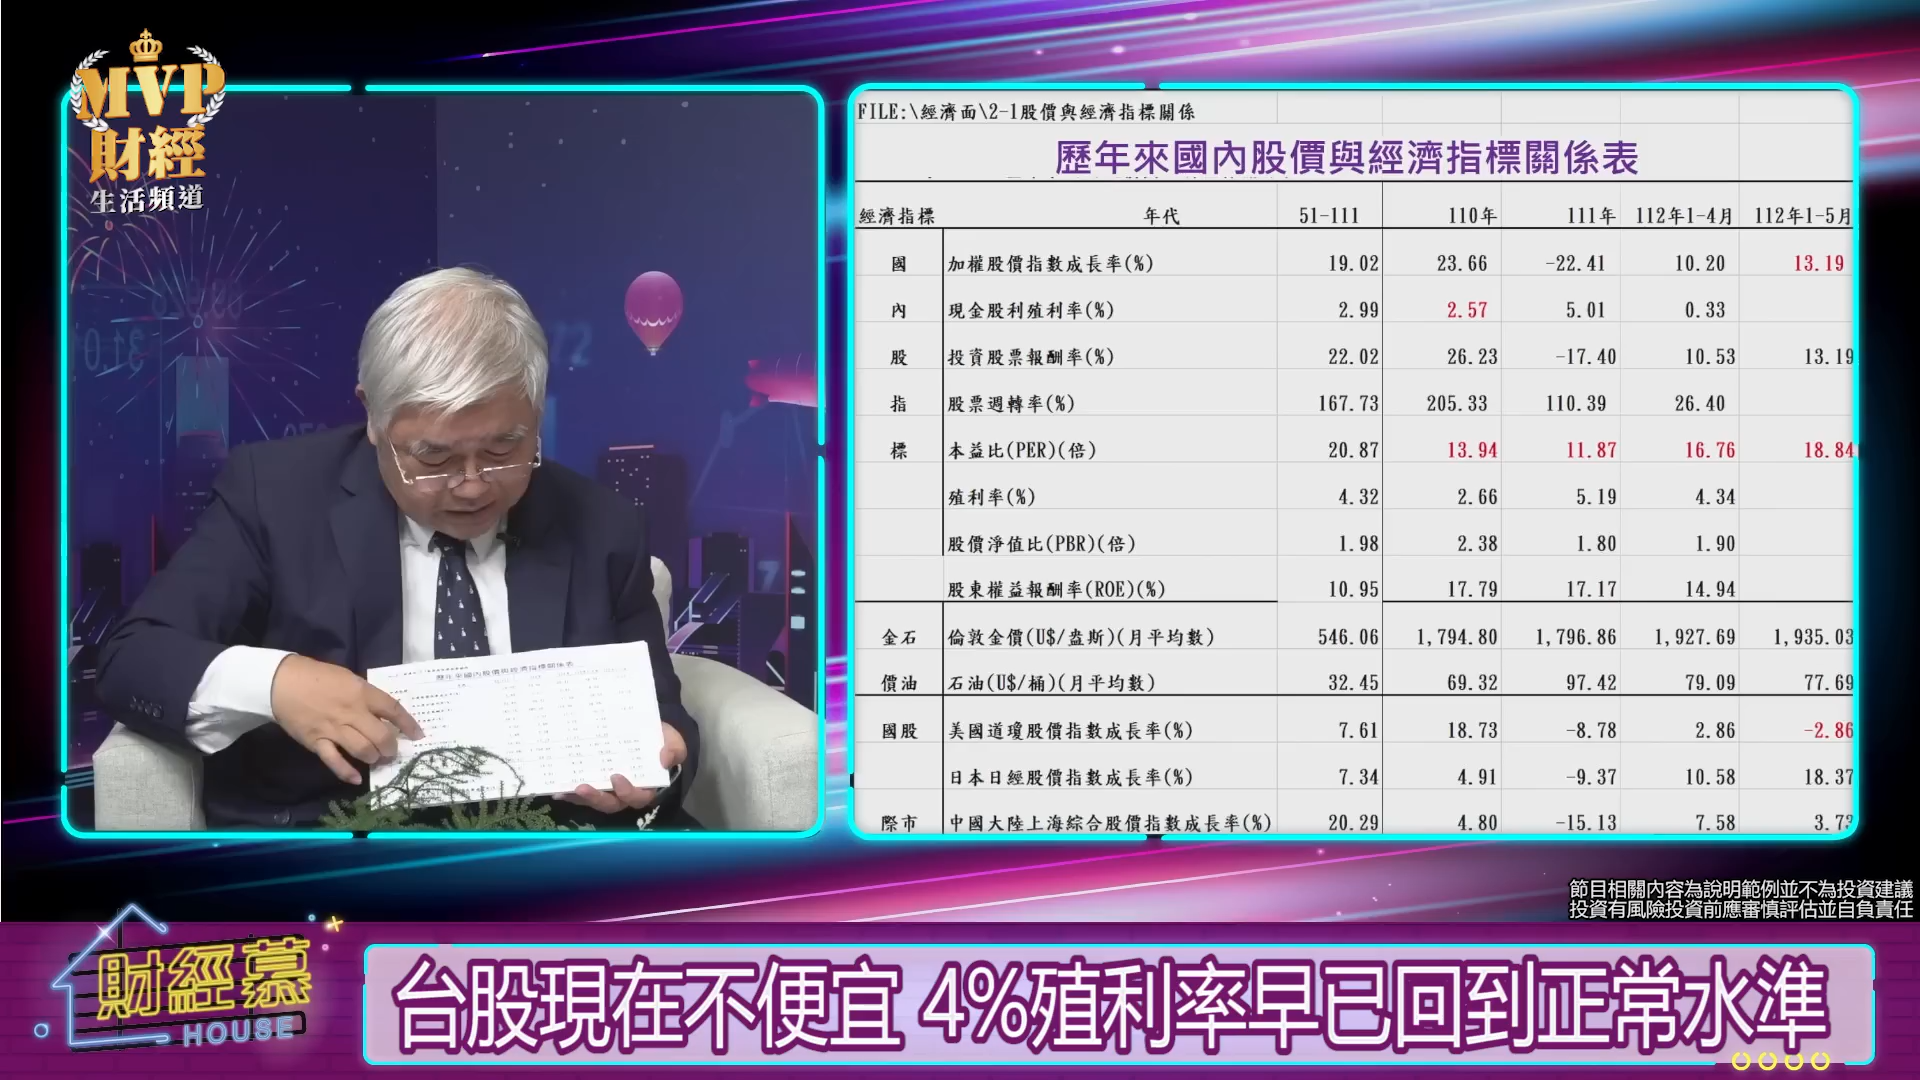 MVP
財經
生活頻道
FILE:\經濟面\2-1股價與經濟指標關係
歷年來國內股價與經濟指標關係表
經濟指標 年代 51-111 110年 111年 112年1-4月 112年1-5月
國 加權股價指數成長率(%) 19.02 23.66 -22.41 10.20 13.19
內 現金股利殖利率(%) 2.99 2.57 5.01 0.33
股 投資股票報酬率(%) 22.02 26.23 -17.40 10.53 13.19
指 股票週轉率(%) 167.73 205.33 110.39 26.40
標 本益比(PER)(倍) 20.87 13.94 11.87 16.76 18.84
殖利率(%) 4.32 2.66 5.19 4.34
股價淨值比(PBR)(倍) 1.98 2.38 1.80 1.90
股東權益報酬率(ROE)(%) 10.95 17.79 17.17 14.94
金石 倫敦金價(U$/盎斯)(月平均數) 546.06 1,794.80 1,796.86 1,927.69 1,935.03
價油 石油(U$/桶)(月平均數) 32.45 69.32 97.42 79.09 77.69
國股 美國道瓊股價指數成長率(%) 7.61 18.73 -8.78 2.86 -2.86
日本日經股價指數成長率(%) 7.34 4.91 -9.37 10.58 18.37
際市 中國大陸上海綜合股價指數成長率(%) 20.29 4.80 -15.13 7.58 3.73
歷年來國內股價與經濟指標關係表
節目相關內容為說明範例並不為投資建議
投資有風險投資前應審慎評估並自負責任
財經慕
HOUSE
台股現在不便宜 4%殖利率早已回到正常水準